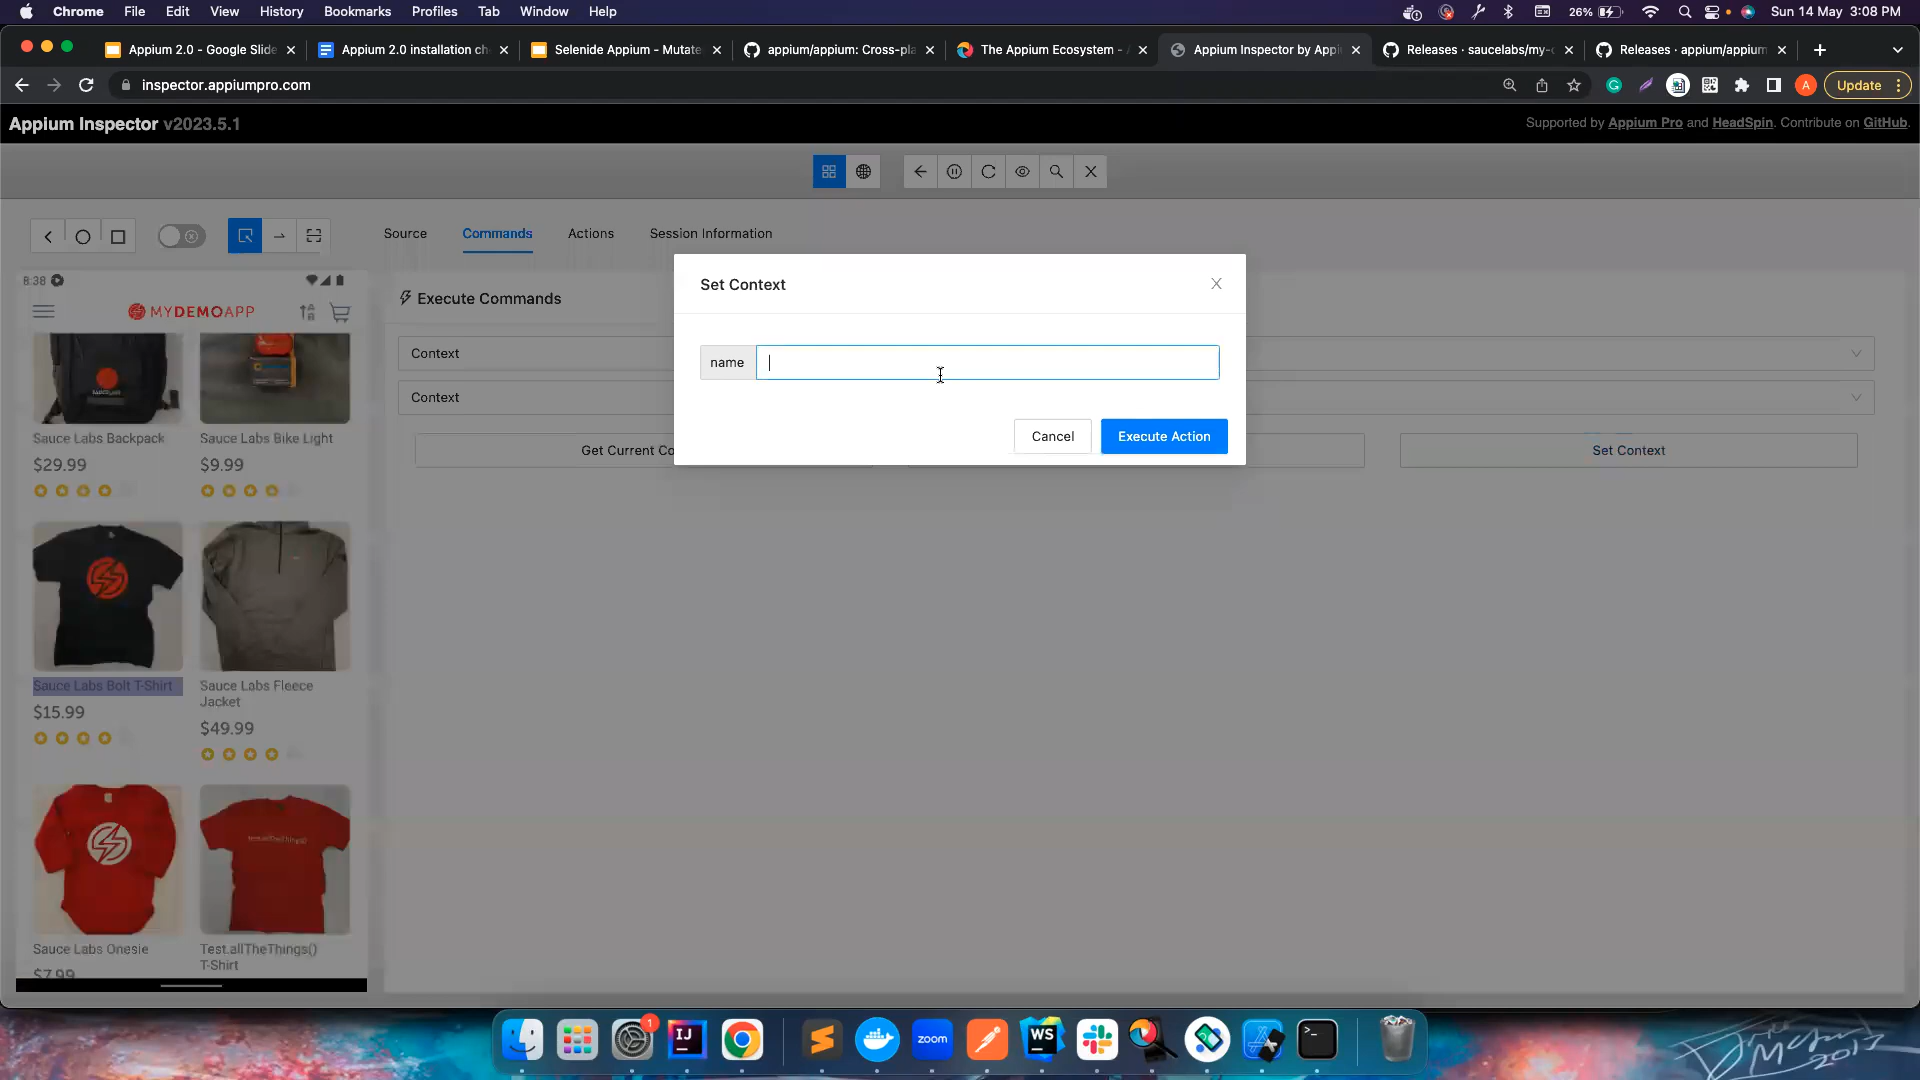 Chrome File Edit View History Bookmarks Profiles Tab Window Help
26% Sun 14 May 3:08 PM
Appium 2.0 - Google Slide
Appium 2.0 installation ch
Selenide Appium - Mutate
appium/appium: Cross-pla
The Appium Ecosystem -
Appium Inspector by Appi
Releases · saucelabs/my-
Releases · appium/appium
inspector.appiumpro.com
A
Update
Appium Inspector v2023.5.1
Supported by Appium Pro and HeadSpin. Contribute on GitHub.
Source Commands Actions Session Information
8:38
MYDEMOAPP
Sauce Labs Backpack
$29.99
Sauce Labs Bike Light
$9.99
Sauce Labs Bolt T-Shirt
$15.99
Sauce Labs Fleece
Jacket
$49.99
Sauce Labs Onesie
$7.99
Test.allTheThings()
T-Shirt
Execute Commands
Context
Context
Get Current Co
Set Context
Set Context
name
Cancel
Execute Action
1
IJ
zoom
WS
2017